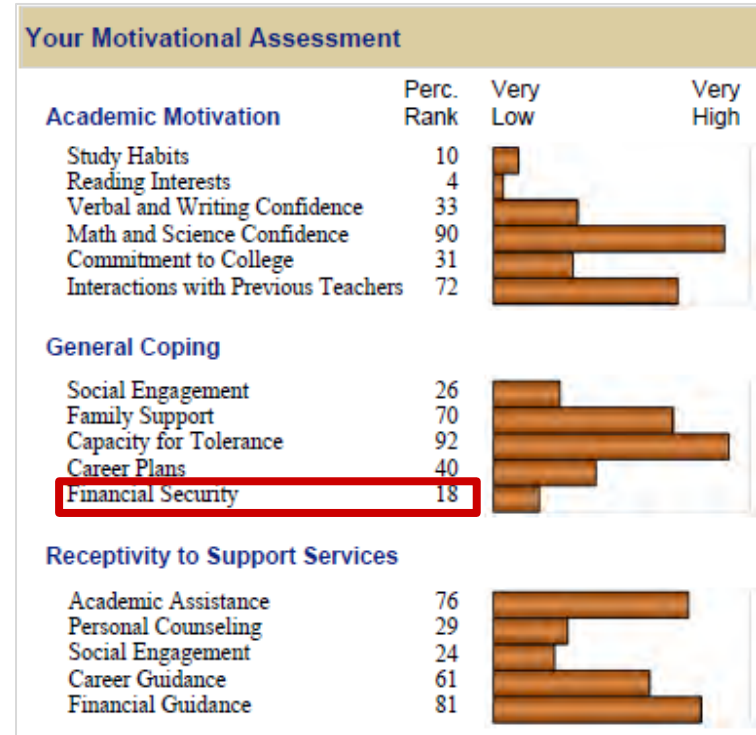 Your Motivational Assessment
Perc. Very Very
Academic Motivation Rank Low High
Study Habits 10
Reading Interests 4
Verbal and Writing Confidence 33
Math and Science Confidence 90
Commitment to College 31
Interactions with Previous Teachers 72
General Coping
Social Engagement 26
Family Support 70
Capacity for Tolerance 92
Career Plans 40
Financial Security 18
Receptivity to Support Services
Academic Assistance 76
Personal Counseling 29
Social Engagement 24
Career Guidance 61
Financial Guidance 81